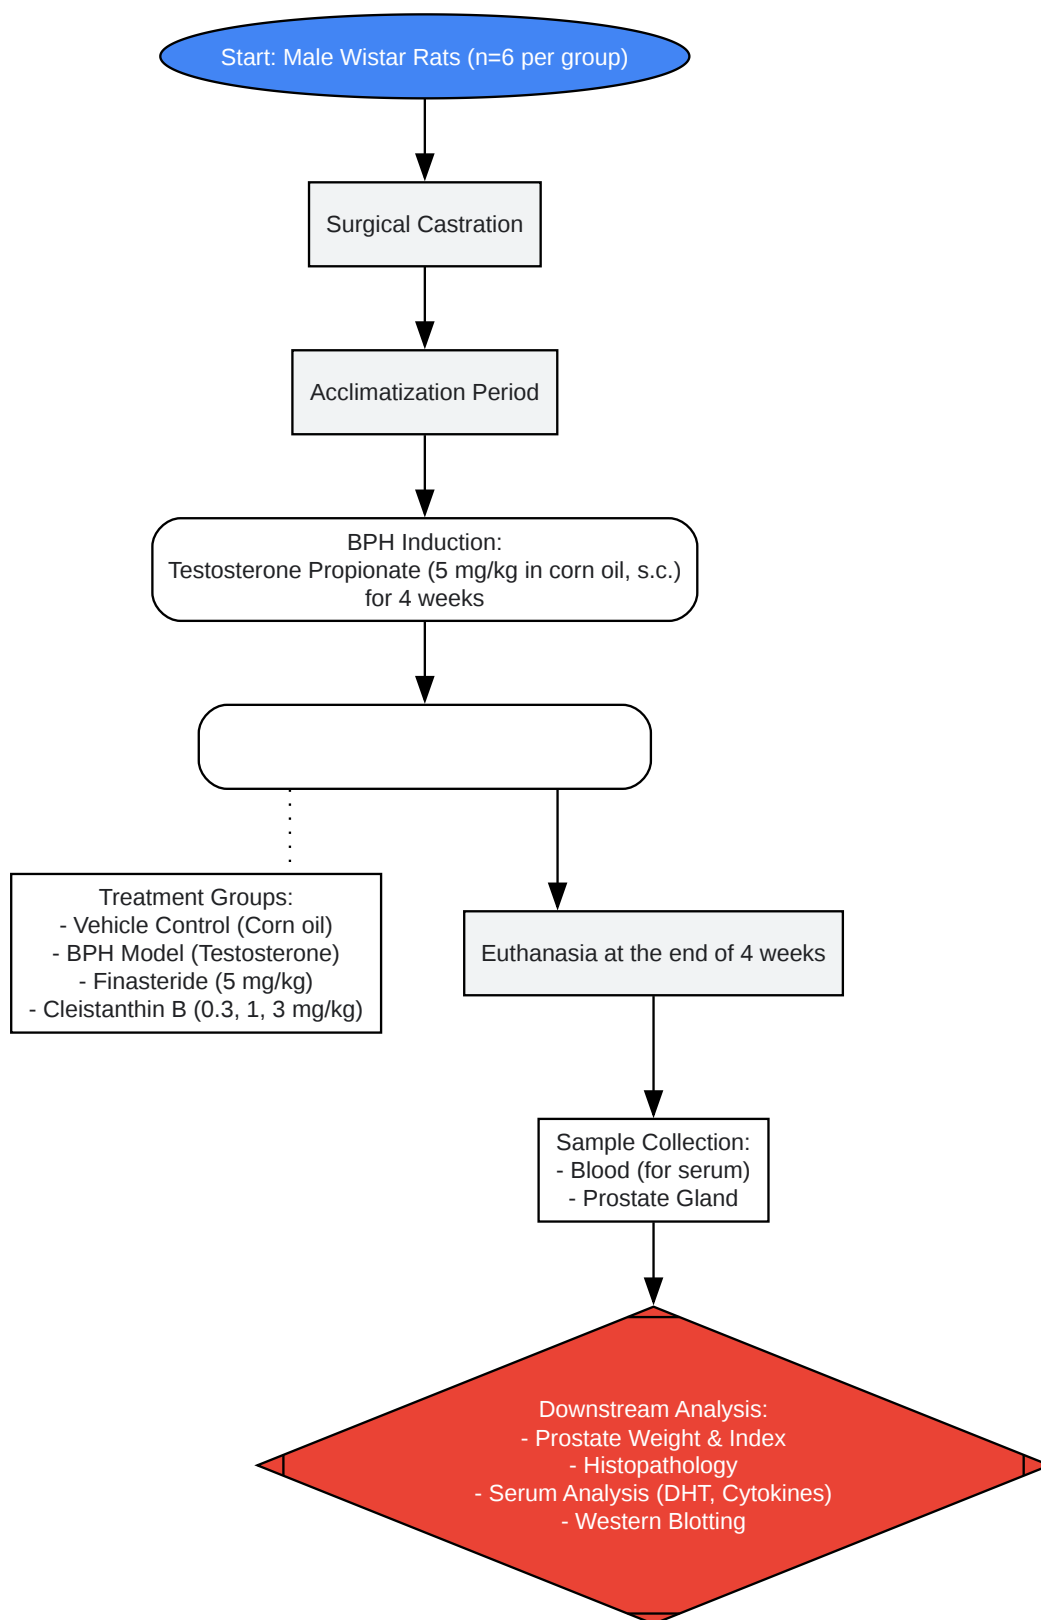 Start: Male Wistar Rats (n=6 per group)
Surgical Castration
Acclimatization Period
BPH Induction:
Testosterone Propionate (5 mg/kg in corn oil, s.c.)
for 4 weeks
Treatment Groups:
- Vehicle Control (Corn oil)
- BPH Model (Testosterone)
- Finasteride (5 mg/kg)
- Cleistanthin B (0.3, 1, 3 mg/kg)
Euthanasia at the end of 4 weeks
Sample Collection:
- Blood (for serum)
- Prostate Gland
Downstream Analysis:
- Prostate Weight & Index
- Histopathology
- Serum Analysis (DHT, Cytokines)
- Western Blotting